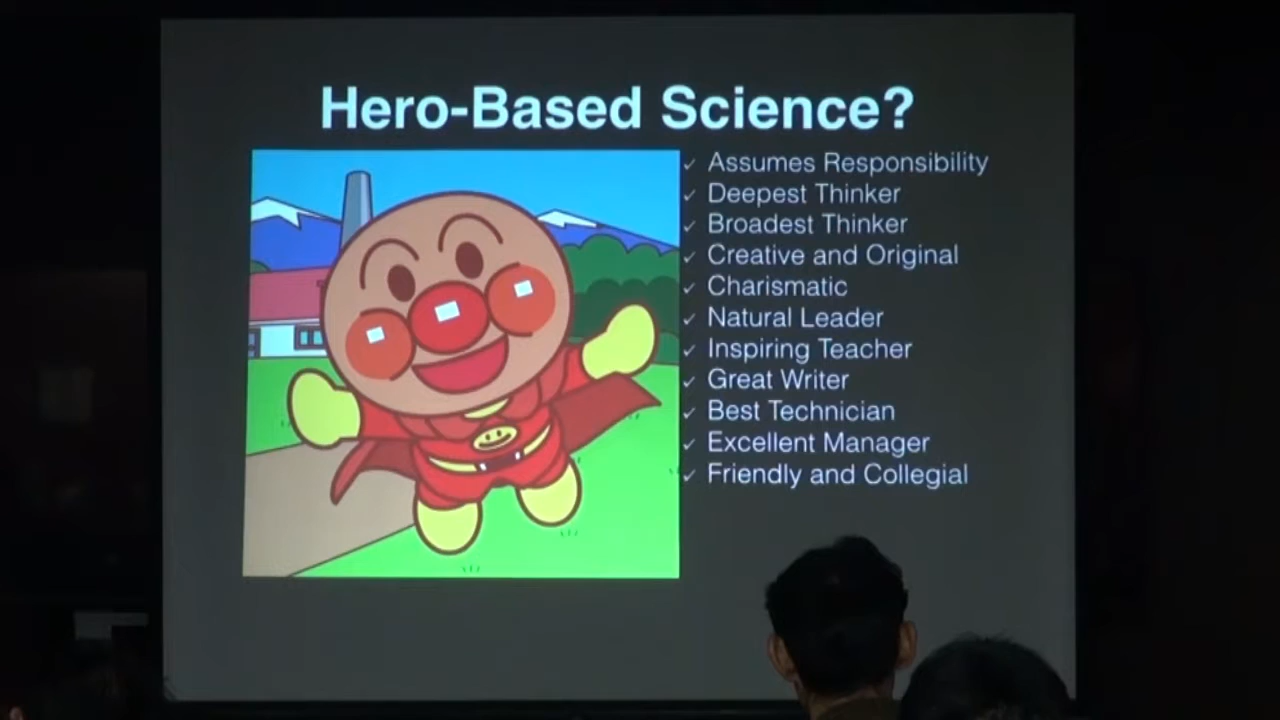 Hero-Based Science?
✓ Assumes Responsibility
✓ Deepest Thinker
✓ Broadest Thinker
✓ Creative and Original
✓ Charismatic
✓ Natural Leader
✓ Inspiring Teacher
✓ Great Writer
✓ Best Technician
✓ Excellent Manager
✓ Friendly and Collegial